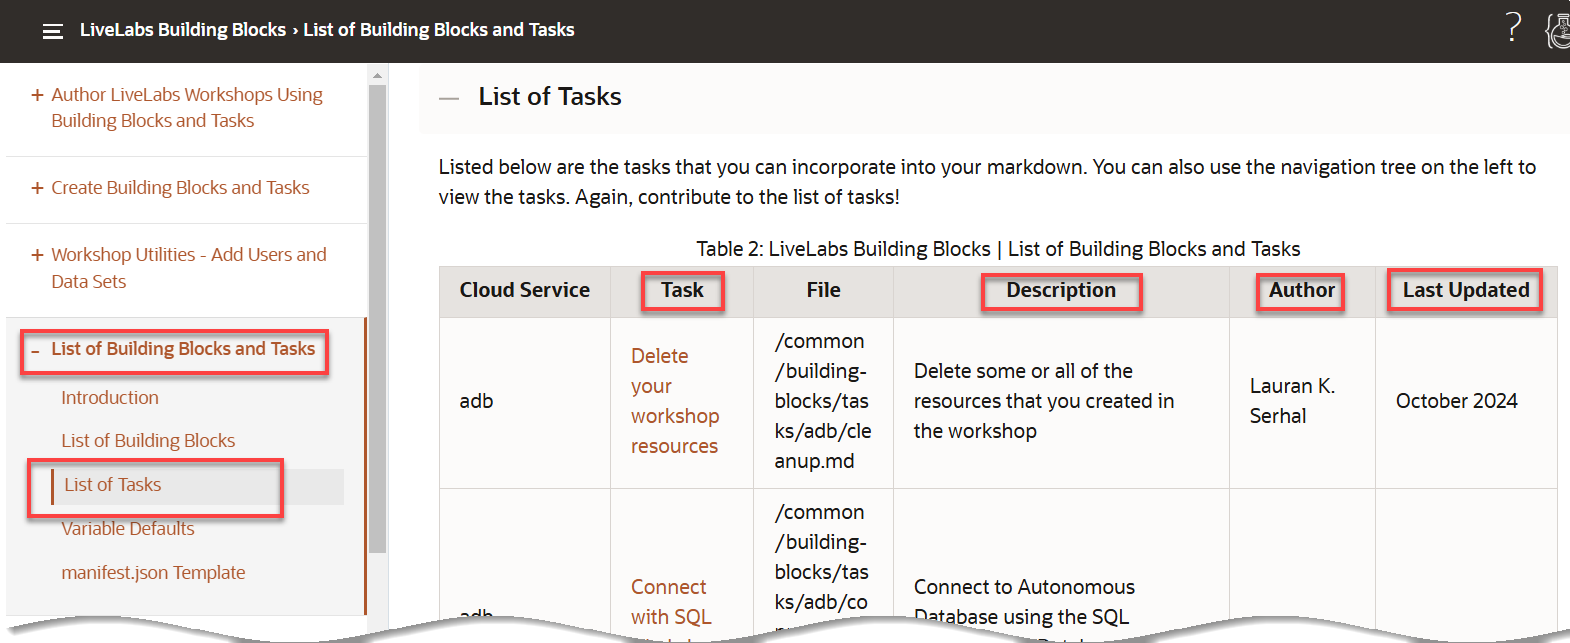 LiveLabs Building Blocks › List of Building Blocks and Tasks
?
+ Author LiveLabs Workshops Using
Building Blocks and Tasks
+ Create Building Blocks and Tasks
+ Workshop Utilities - Add Users and
Data Sets
- List of Building Blocks and Tasks
Introduction
List of Building Blocks
List of Tasks
Variable Defaults
manifest.json Template
— List of Tasks
Listed below are the tasks that you can incorporate into your markdown. You can also use the navigation tree on the left to
view the tasks. Again, contribute to the list of tasks!
Table 2: LiveLabs Building Blocks | List of Building Blocks and Tasks
Cloud Service Task File Description Author Last Updated
adb
Delete
your
workshop
resources
/common
/building-
blocks/tas
ks/adb/cle
anup.md
Delete some or all of the
resources that you created in
the workshop
Lauran K.
Serhal
October 2024
adb
Connect
with SQL
/common
/building-
blocks/tas
ks/adb/co
Connect to Autonomous
Database using the SQL